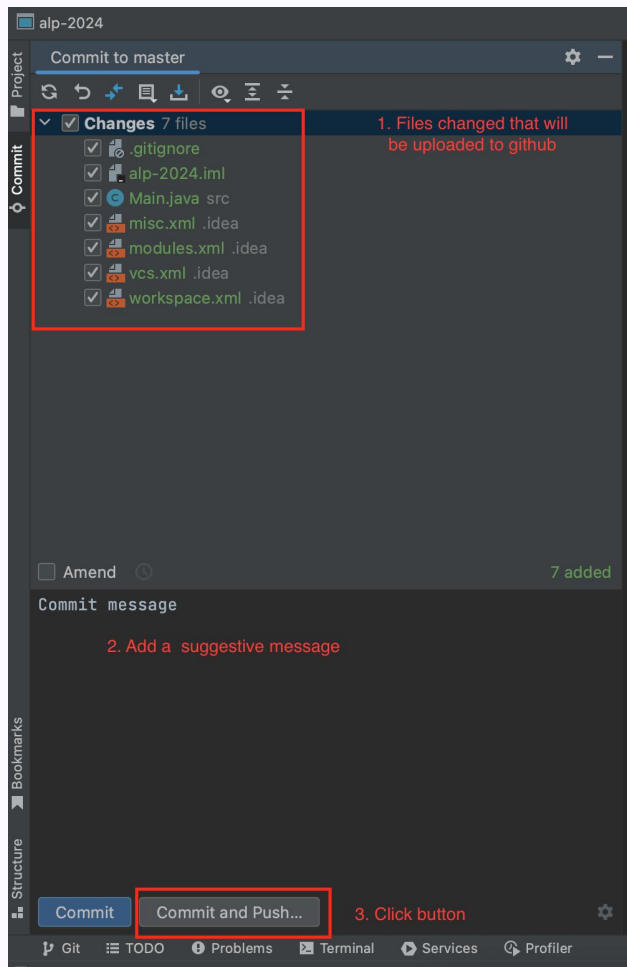 alp-2024
Project
Commit to master
Commit
Changes 7 files
1. Files changed that will
be uploaded to github
.gitignore
alp-2024.iml
Main.java src
misc.xml .idea
modules.xml .idea
vcs.xml .idea
workspace.xml .idea
Amend
7 added
Commit message
2. Add a suggestive message
Bookmarks
Structure
Commit
Commit and Push...
3. Click button
Git
TODO
Problems
Terminal
Services
Profiler